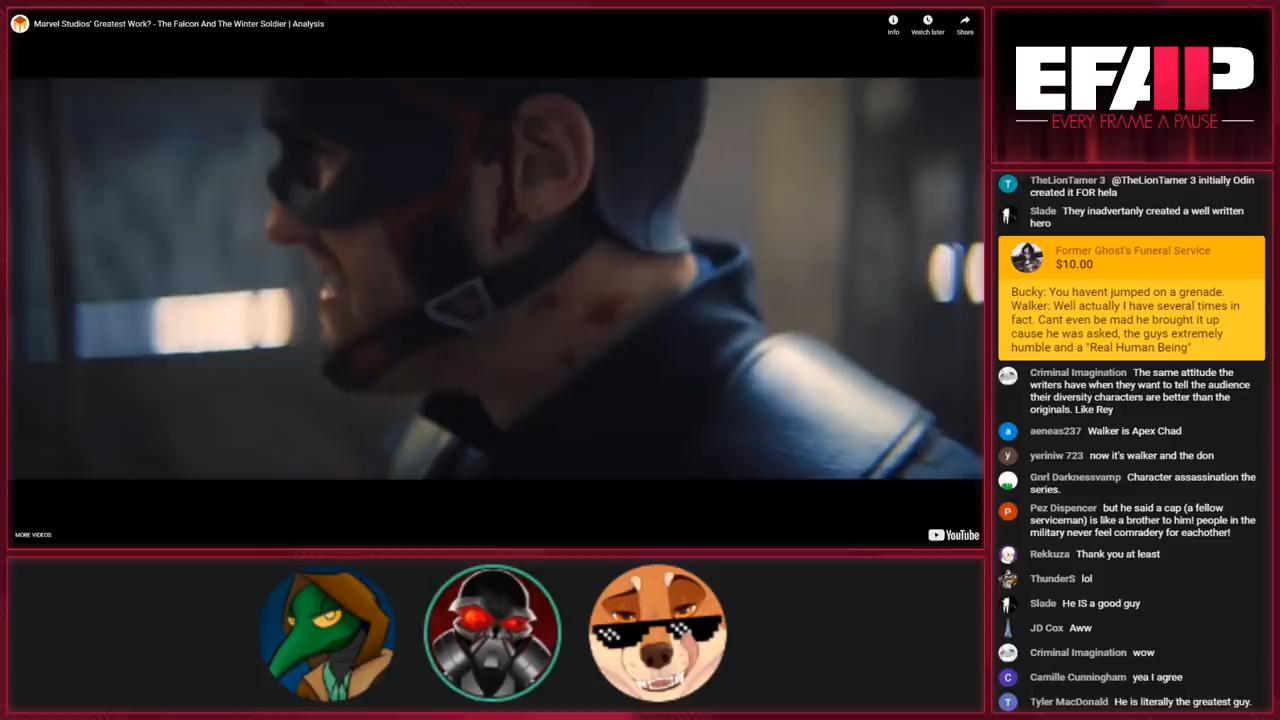 Marvel Studios' Greatest Work? - The Falcon And The Winter Soldier | Analysis
Info
Watch later
Share
MORE VIDEOS
YouTube
EFAP
EVERY FRAME A PAUSE
TheLionTamer 3 @TheLionTamer 3 initially Odin
created it FOR hela
Slade They inadvertanly created a well written
hero
Former Ghost's Funeral Service
$10.00
Bucky: You havent jumped on a grenade.
Walker: Well actually I have several times in
fact. Cant even be mad he brought it up
cause he was asked, the guys extremely
humble and a "Real Human Being"
Criminal Imagination The same attitude the
writers have when they want to tell the audience
their diversity characters are better than the
originals. Like Rey
aeneas237 Walker is Apex Chad
yeriniw 723 now it's walker and the don
Gnrl Darknessvamp Character assassination the
series.
Pez Dispencer but he said a cap (a fellow
serviceman) is like a brother to him! people in the
military never feel comradery for eachother!
Rekkuza Thank you at least
ThunderS lol
Slade He IS a good guy
JD Cox Aww
Criminal Imagination wow
Camille Cunningham yea I agree
Tyler MacDonald He is literally the greatest guy.